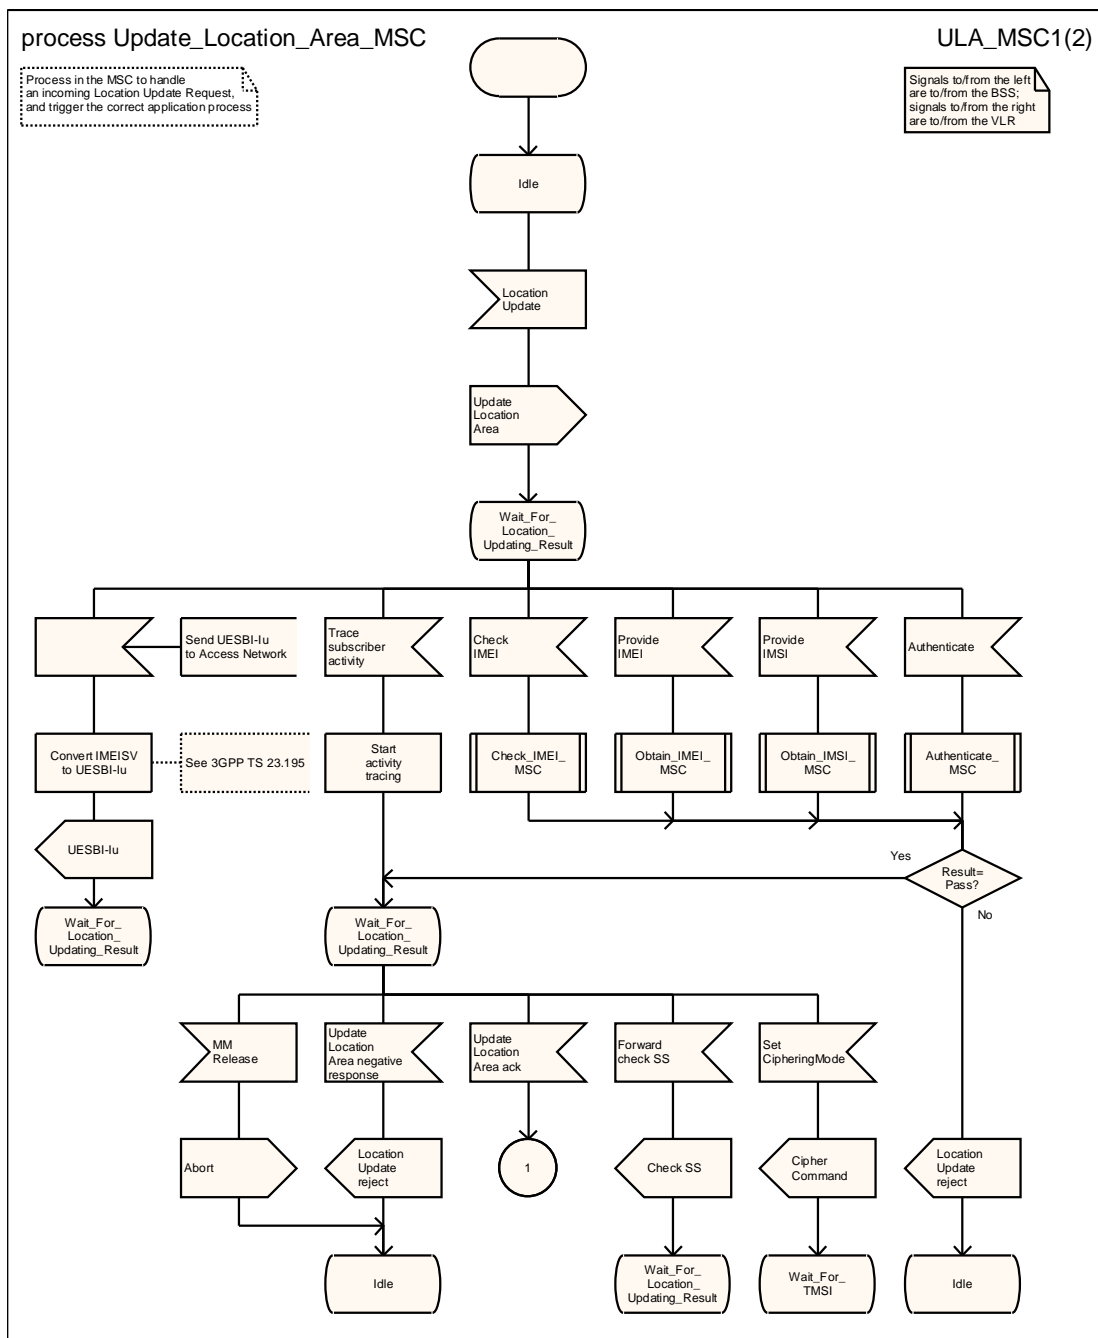 process Update_Location_Area_MSC
ULA_MSC1(2)
Process in the MSC to handle
an incoming Location Update Request,
and trigger the correct application process
Signals to/from the left
are to/from the BSS;
signals to/from the right
are to/from the VLR
Idle
Location
Update
Update
Location
Area
Wait_For_
Location_
Updating_Result
Send UESBI-Iu
to Access Network
Trace
subscriber
activity
Check
IMEI
Provide
IMEI
Provide
IMSI
Authenticate
Convert IMEISV
to UESBI-Iu
See 3GPP TS 23.195
Start
activity
tracing
Check_IMEI_
MSC
Obtain_IMEI
_MSC
Obtain_IMSI
_MSC
Authenticate_
MSC
UESBI-Iu
Yes
Result=
Pass?
No
Wait_For_
Location_
Updating_Result
Wait_For_
Location_
Updating_Result
MM
Release
Update
Location
Area negative
response
Update
Location
Area ack
Forward
check SS
Set
CipheringMode
Abort
Location
Update
reject
1
Check SS
Cipher
Command
Location
Update
reject
Idle
Wait_For_
Location_
Updating_Result
Wait_For_
TMSI
Idle